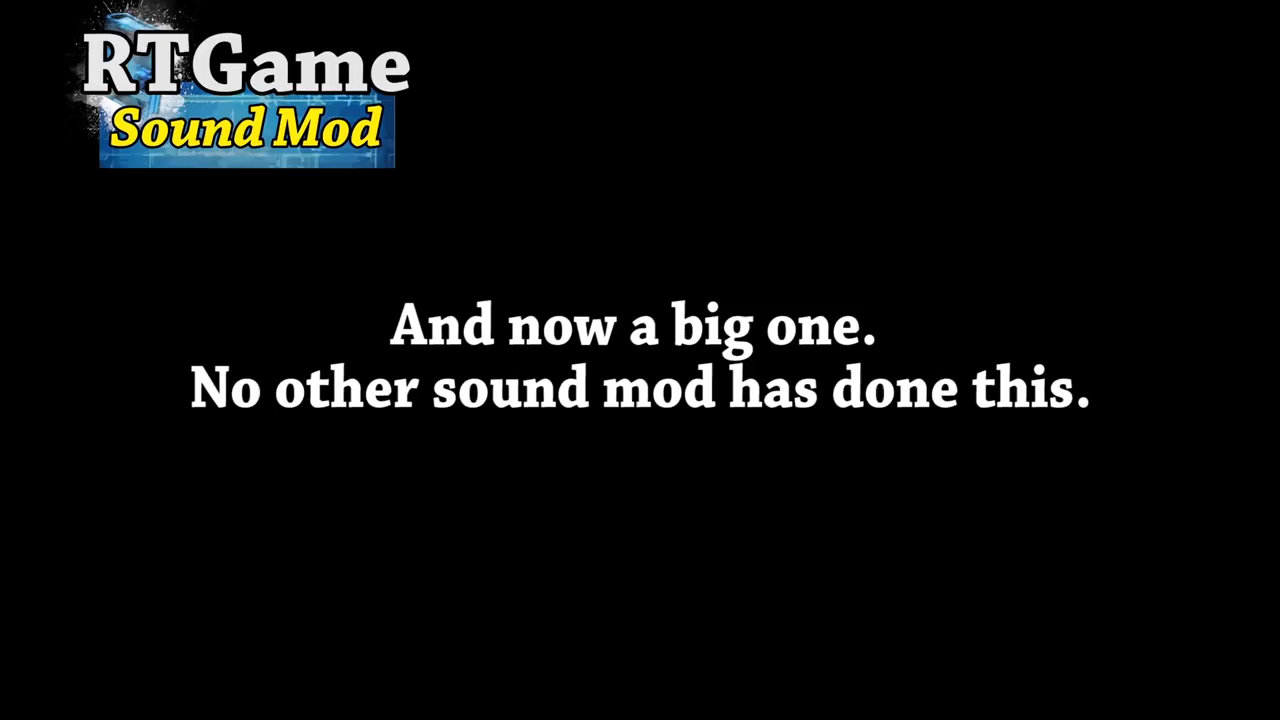 RTGame
Sound Mod
And now a big one.
No other sound mod has done this.